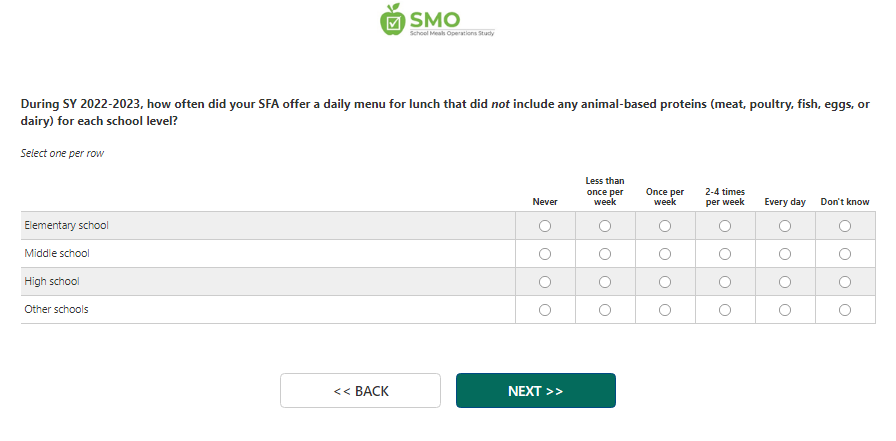 SMO
School Meals Operations Study
During SY 2022-2023, how often did your SFA offer a daily menu for lunch that did not include any animal-based proteins (meat, poultry, fish, eggs, or
dairy) for each school level?
Select one per row
Never
Less than
once per
week
Once per
week
2-4 times
per week
Every day
Don't know
Elementary school
Middle school
High school
Other schools
<< BACK
NEXT >>